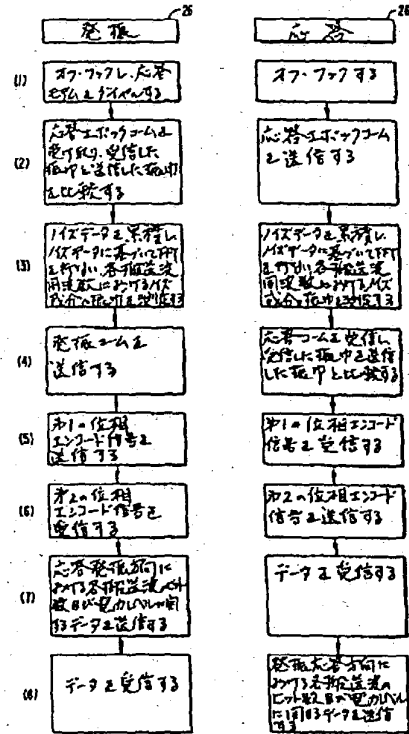 26
発振
26
応答
(1)
オフ・フックし、応答
モデムをダイヤルする
オフ・フックする
(2)
応答エポックコームを
受け取り、受信した
振巾と送信した振巾
を比較する
応答エポックコーム
を送信する
(3)
ノイズデータを累積し
ノイズデータに基づいてFFT
を行ない各搬送波
周波数におけるノイズ
成分の振巾を
ノイズデータを累積し
ノイズデータに基づいてFFT
を行ない各搬送波
周波数におけるノイズ
成分の振巾を
(4)
発振コームを
送信する
応答コームを受信し
受信した振巾を送信
した振巾と比較する
(5)
第1の位相
エンコード信号を
送信する
第1の位相エンコード
信号を受信する
(6)
第2の位相
エンコード信号を
受信する
第2の位相エンコード
信号を送信する
(7)
応答発振方向に
おける各搬送波ビット
数及び電力レベルに関
するデータを送信する
データを受信する
(8)
データを受信する
発振応答方向に
おける各搬送波の
ビット数及び電力レベル
に関するデータを送信
する